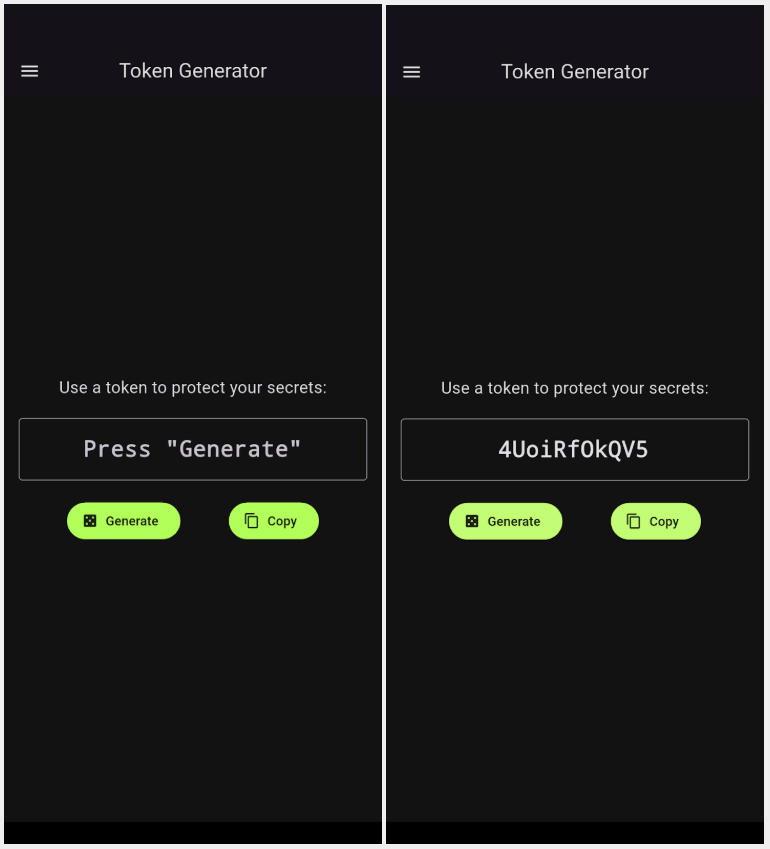 Token Generator
Use a token to protect your secrets:
Press "Generate"
Generate
Copy
Token Generator
Use a token to protect your secrets:
4UoiRfOkQV5
Generate
Copy